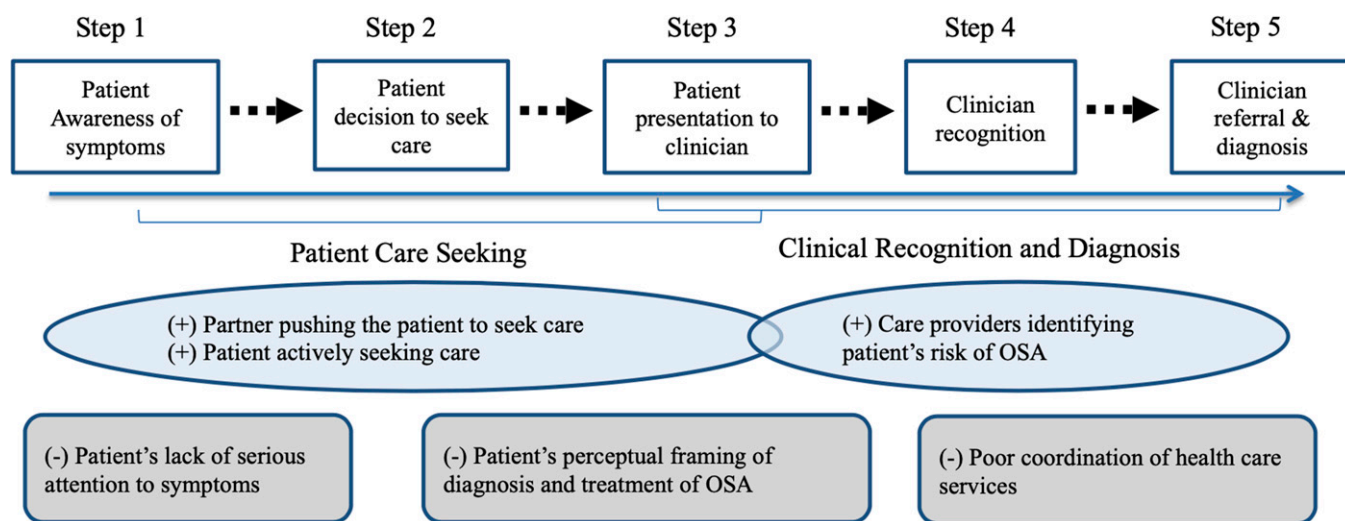 Step 1
Step 2
Step 3
Step 4
Step 5
Patient
Awareness of
symptoms
Patient
decision to seek
care
Patient
presentation to
clinician
Clinician
recognition
Clinician
referral &
diagnosis
Patient Care Seeking
Clinical Recognition and Diagnosis
(+) Partner pushing the patient to seek care
(+) Patient actively seeking care
(+) Care providers identifying
patient’s risk of OSA
(-) Patient’s lack of serious
attention to symptoms
(-) Patient’s perceptual framing of
diagnosis and treatment of OSA
(-) Poor coordination of health care
services